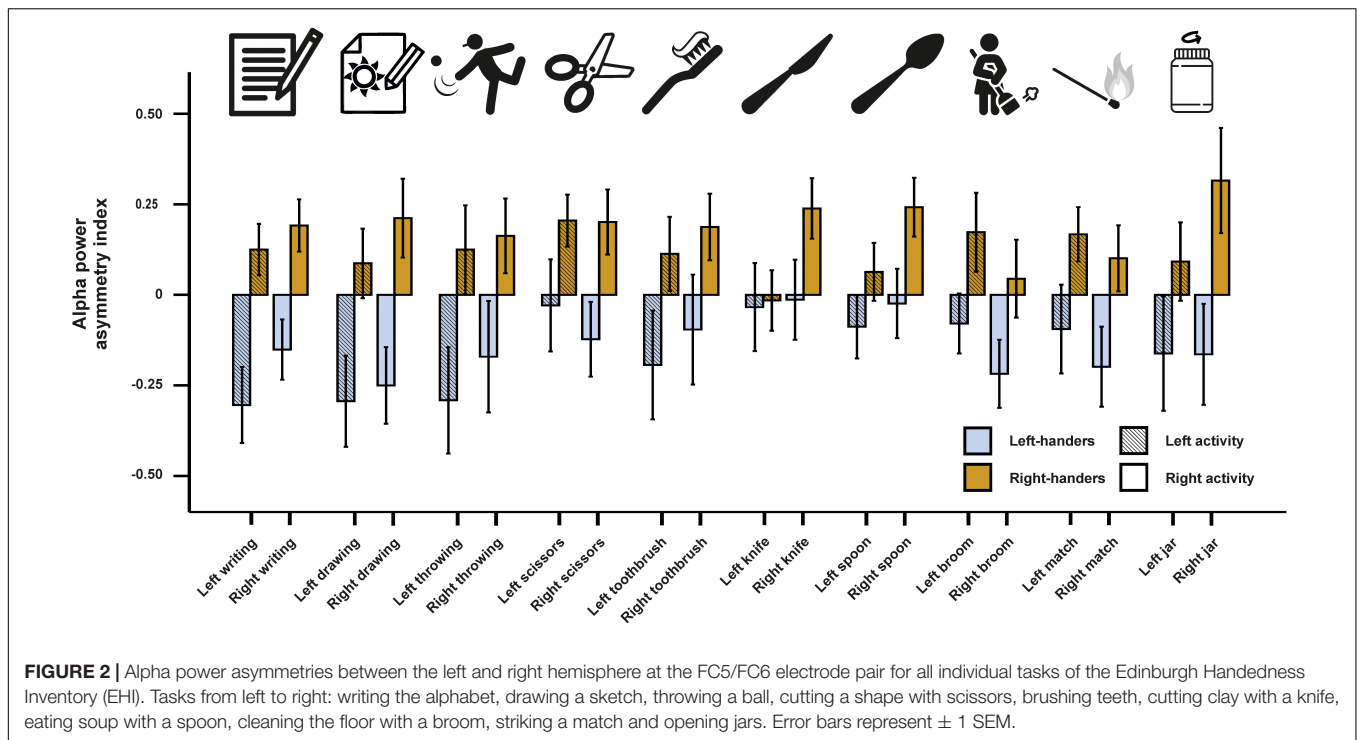 0.50
0.25
0
-0.25
-0.50
Alpha power
asymmetry index
Left-handers
Left activity
Right-handers
Right activity
Left writing
Right writing
Left drawing
Right drawing
Left throwing
Right throwing
Left scissors
Right scissors
Left toothbrush
Right toothbrush
Left knife
Right knife
Left spoon
Right spoon
Left broom
Right broom
Left match
Right match
Left jar
Right jar
FIGURE 2 | Alpha power asymmetries between the left and right hemisphere at the FC5/FC6 electrode pair for all individual tasks of the Edinburgh Handedness
Inventory (EHI). Tasks from left to right: writing the alphabet, drawing a sketch, throwing a ball, cutting a shape with scissors, brushing teeth, cutting clay with a knife,
eating soup with a spoon, cleaning the floor with a broom, striking a match and opening jars. Error bars represent ± 1 SEM.